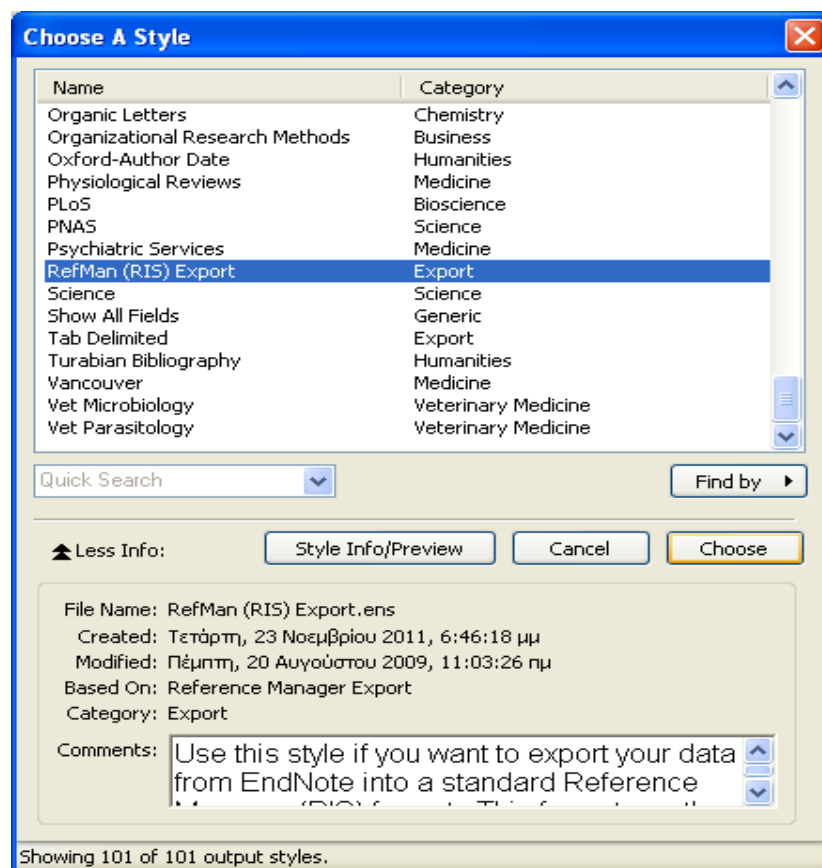 Choose A Style
Name Category
Organic Letters Chemistry
Organizational Research Methods Business
Oxford-Author Date Humanities
Physiological Reviews Medicine
PLoS Bioscience
PNAS Science
Psychiatric Services Medicine
RefMan (RIS) Export Export
Science Science
Show All Fields Generic
Tab Delimited Export
Turabian Bibliography Humanities
Vancouver Medicine
Vet Microbiology Veterinary Medicine
Vet Parasitology Veterinary Medicine
Quick Search Find by
Less Info: Style Info/Preview Cancel Choose
File Name: RefMan (RIS) Export.ens
Created: Τετάρτη, 23 Νοεμβρίου 2011, 6:46:18 μμ
Modified: Πέμπτη, 20 Αυγούστου 2009, 11:03:26 πμ
Based On: Reference Manager Export
Category: Export
Comments: Use this style if you want to export your data
from EndNote into a standard Reference
(RIS)
Showing 101 of 101 output styles.